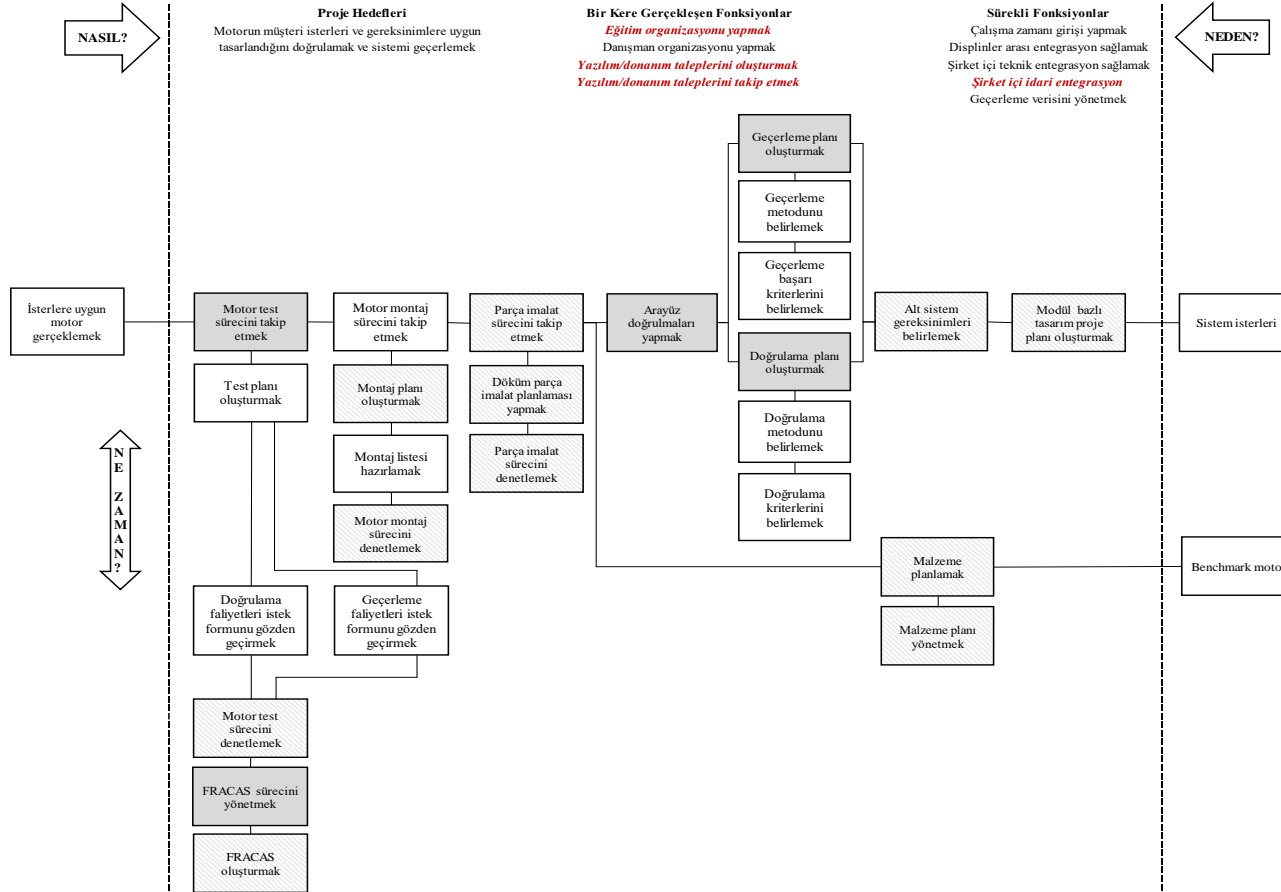 NASIL?
Proje Hedefleri
Motorun müşteri isterleri ve gereksinimlere uygun
tasarlandığını doğrulamak ve sistemi geçerlemek
Bir Kere Gerçekleşen Fonksiyonlar
Eğitim organizasyonu yapmak
Danışman organizasyonu yapmak
Yazılım/donanım taleplerini oluşturmak
Yazılım/donanım taleplerini takip etmek
Sürekli Fonksiyonlar
Çalışma zamanı girişi yapmak
Displinler arası entegrasyon sağlamak
Şirket içi teknik entegrasyon sağlamak
Şirket içi idari entegrasyon
Geçerleme verisini yönetmek
NEDEN?
Geçerleme planı
oluşturmak
Geçerleme
metodunu
belirlemek
Geçerleme
başarı
kriterlerini
belirlemek
İsterlere uygun
motor
gerçeklemek
Motor test
sürecini takip
etmek
Motor montaj
sürecini takip
etmek
Parça imalat
sürecini takip
etmek
Arayüz
doğrulmaları
yapmak
Doğrulama planı
oluşturmak
Alt sistem
gereksinimleri
belirlemek
Modül bazlı
tasarım proje
planı oluşturmak
Sistem isterleri
Test planı
oluşturmak
Montaj planı
oluşturmak
Döküm parça
imalat planlaması
yapmak
Doğrulama
metodunu
belirlemek
Montaj listesi
hazırlamak
Parça imalat
sürecini
denetlemek
Doğrulama
kriterlerini
belirlemek
NE ZAMAN?
Motor montaj
sürecini
denetlemek
Malzeme
planlamak
Benchmark motor
Doğrulama
faliyetleri istek
formunu gözden
geçirmek
Geçerleme
faliyetleri istek
formunu gözden
geçirmek
Malzeme planı
yönetmek
Motor test
sürecini
denetlemek
FRACAS sürecini
yönetmek
FRACAS
oluşturmak